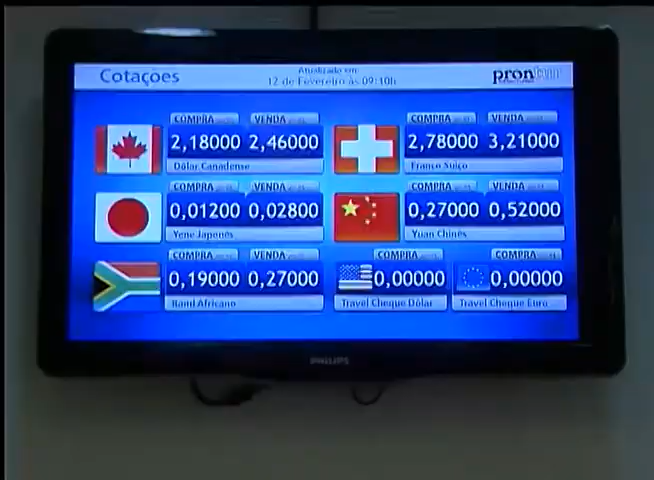 Cotações
Atualizado em
12 de Fevereiro às 09:10h
prontur
COMPRA VENDA
2,18000 2,46000
Dólar Canadense
COMPRA VENDA
2,78000 3,21000
Franco Suíço
COMPRA VENDA
0,01200 0,02800
Yene Japonês
COMPRA VENDA
0,27000 0,52000
Yuan Chinês
COMPRA VENDA
0,19000 0,27000
Rand Africano
COMPRA
0,00000
Travel Cheque Dólar
COMPRA
0,00000
Travel Cheque Euro
PHILIPS